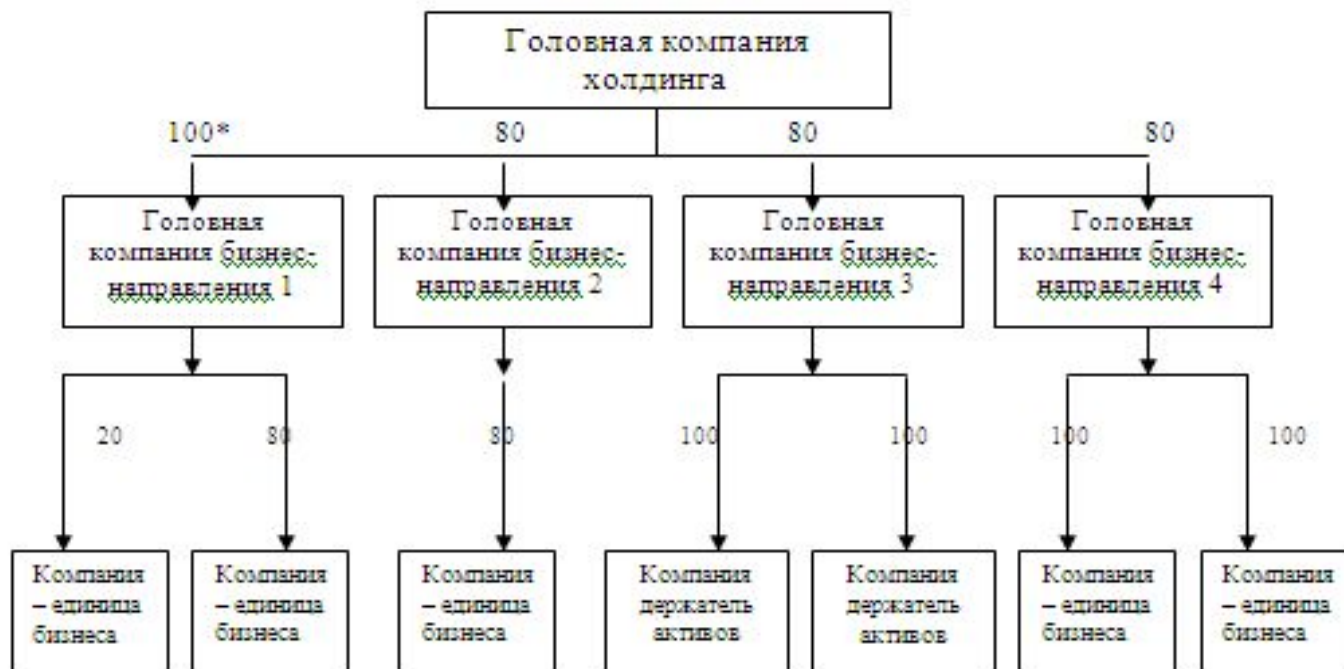 Головная компания
холдинга
100* 80 80 80
Головная
компания бизнес-
направления 1
Головная
компания бизнес-
направления 2
Головная
компания бизнес-
направления 3
Головная
компания бизнес-
направления 4
20 80 80 100 100 100 100
Компания
– единица
бизнеса
Компания
– единица
бизнеса
Компания
– единица
бизнеса
Компания
держатель
активов
Компания
держатель
активов
Компания
– единица
бизнеса
Компания
– единица
бизнеса